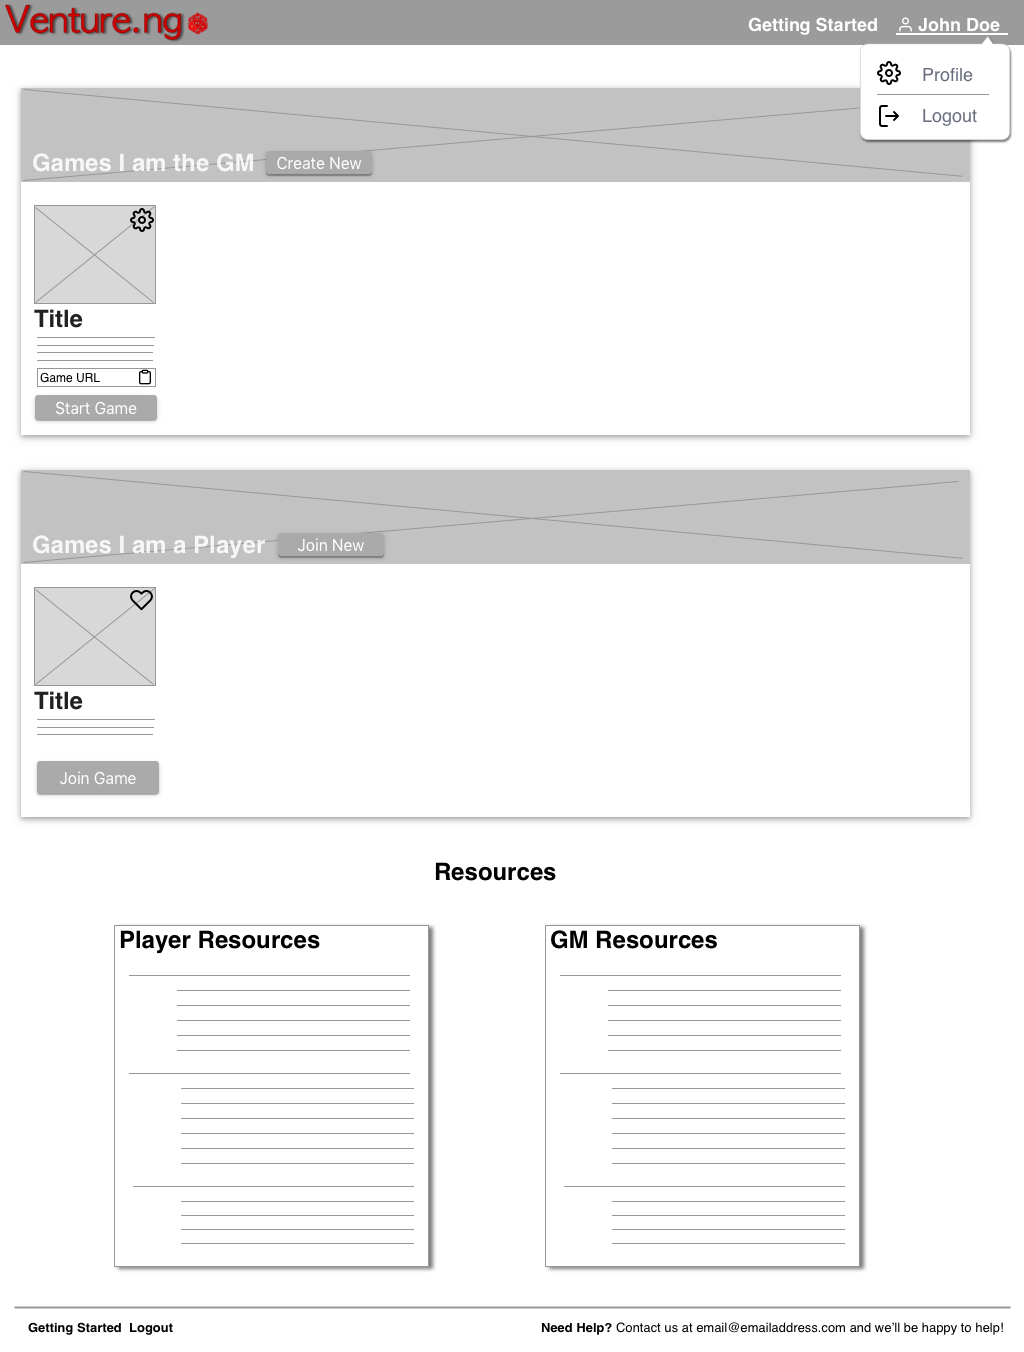 Venture.ng
Getting Started John Doe
Profile
Logout
Games I am the GM Create New
Title
Game URL
Start Game
Games I am a Player Join New
Title
Join Game
Resources
Player Resources
GM Resources
Getting Started Logout
Need Help? Contact us at email@emailaddress.com and we'll be happy to help!